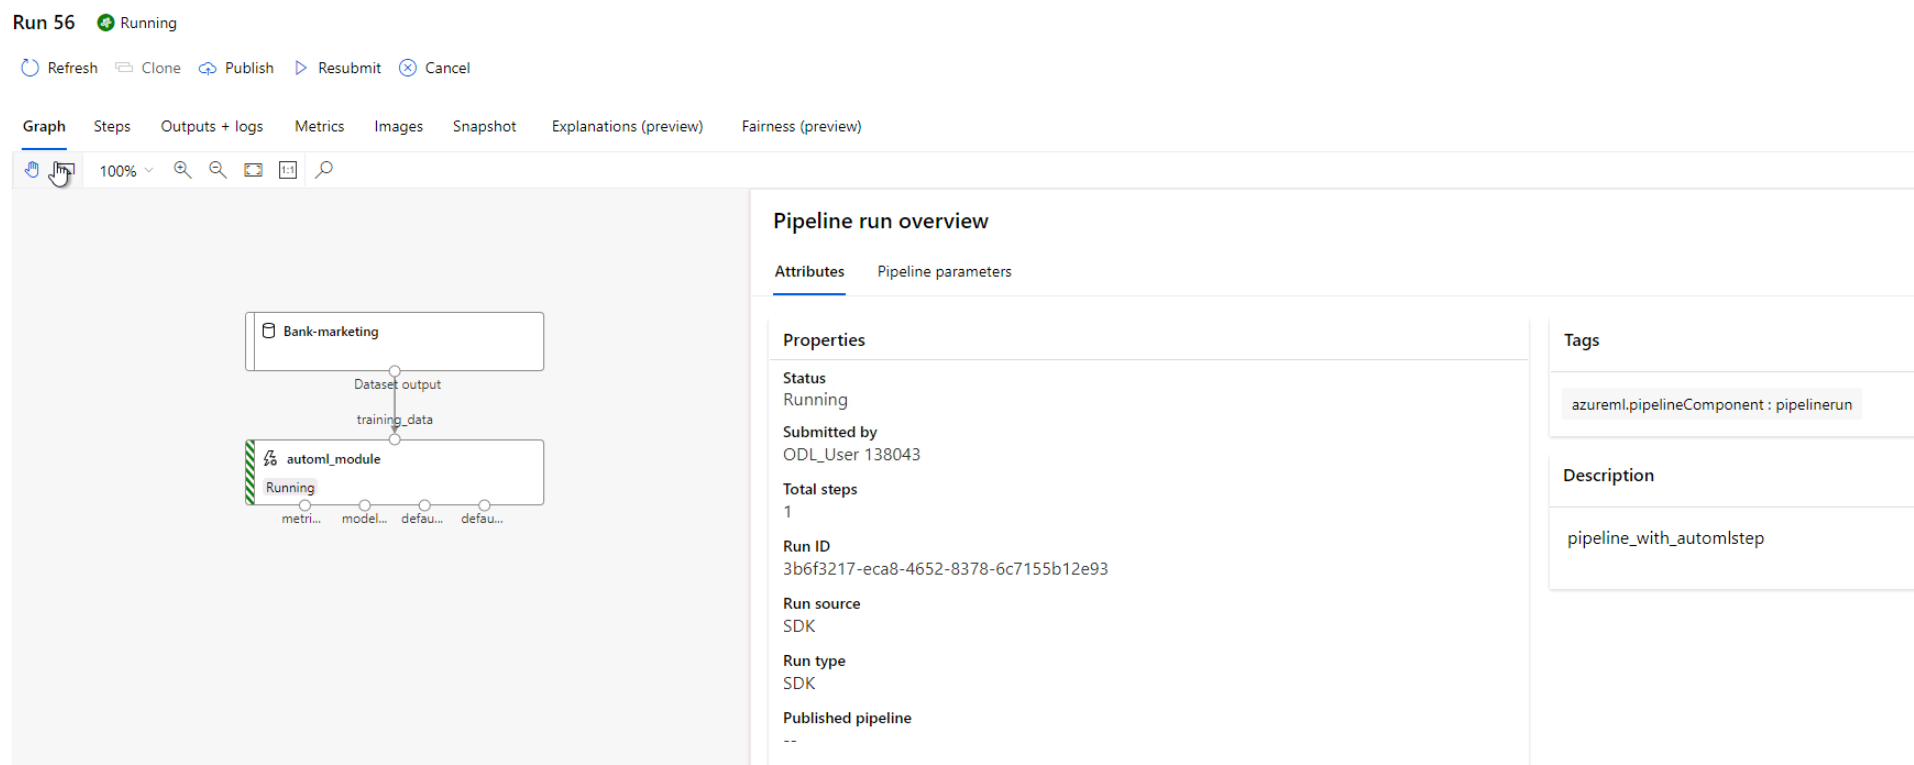 Run 56 Running
Refresh Clone Publish Resubmit Cancel
Graph Steps Outputs + logs Metrics Images Snapshot Explanations (preview) Fairness (preview)
100% 1:1
Bank-marketing
Dataset output
training_data
automl_module
Running
metri... model... defau... defau...
Pipeline run overview
Attributes Pipeline parameters
Properties
Status
Running
Submitted by
ODL_User 138043
Total steps
1
Run ID
3b6f3217-eca8-4652-8378-6c7155b12e93
Run source
SDK
Run type
SDK
Published pipeline
--
Tags
azureml.pipelineComponent : pipelinerun
Description
pipeline_with_automlstep